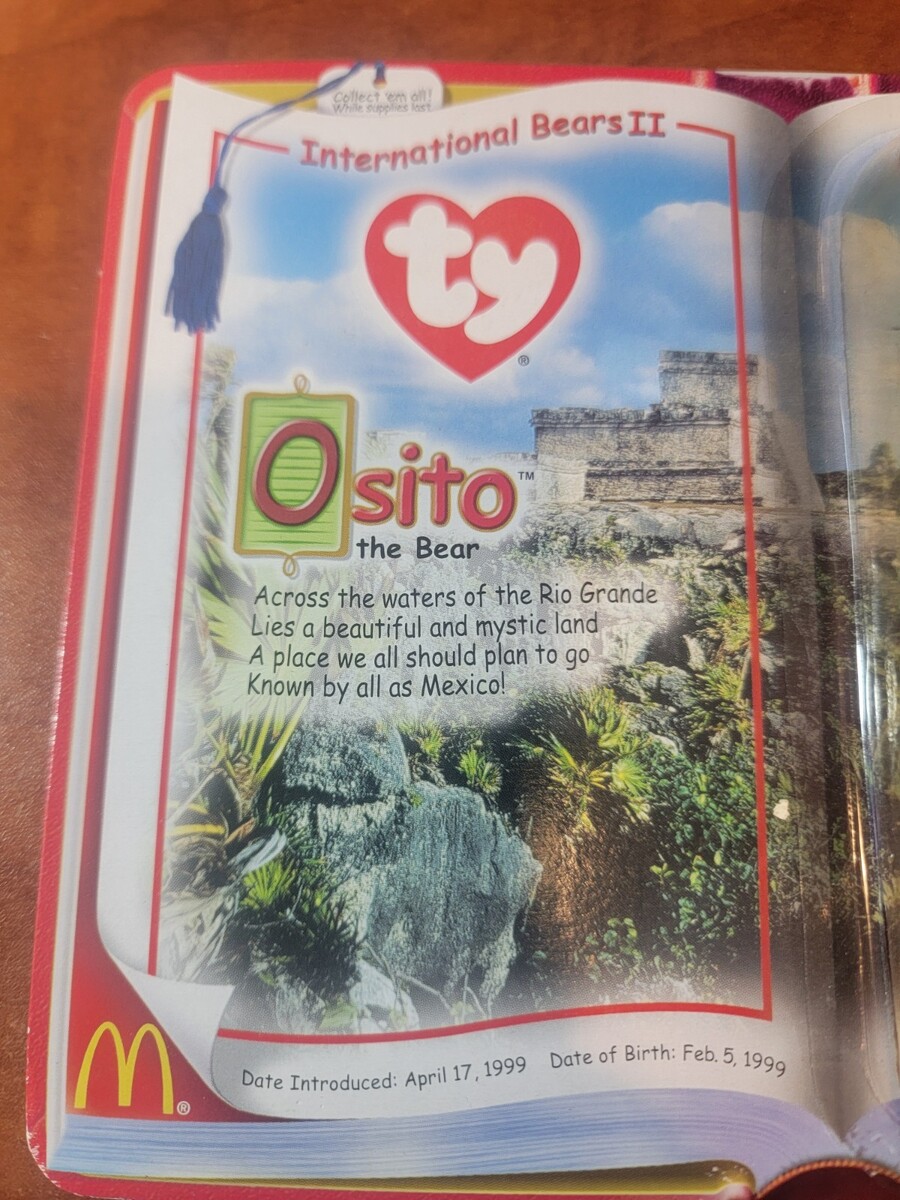 Collect 'em all!
While supplies last
International Bears II
ty®
Osito™
the Bear
Across the waters of the Rio Grande
Lies a beautiful and mystic land
A place we all should plan to go
Known by all as Mexico!
Date Introduced: April 17, 1999 Date of Birth: Feb. 5, 1999
M®